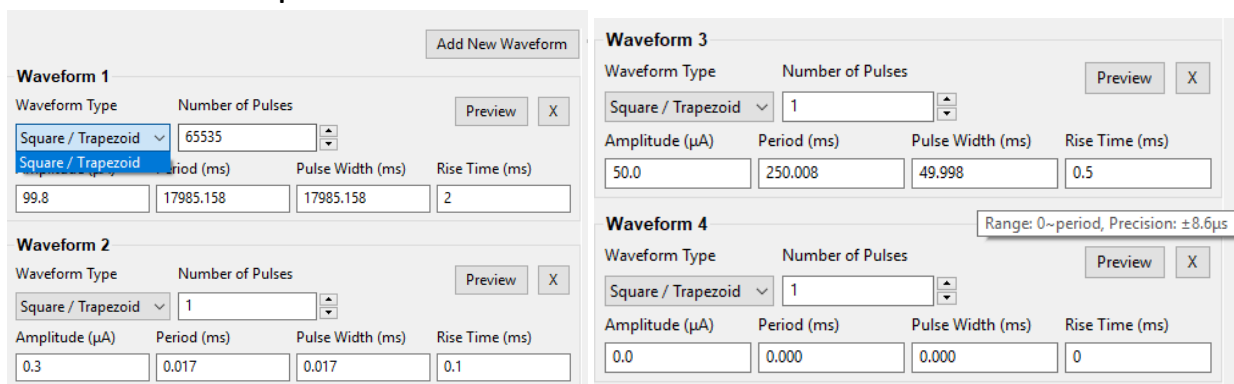 Add New Waveform
Waveform 1
Waveform Type Number of Pulses
Preview X
Square / Trapezoid 65535
Square / Trapezoid
Period (ms) Pulse Width (ms) Rise Time (ms)
99.8 17985.158 17985.158 2
Waveform 2
Waveform Type Number of Pulses
Preview X
Square / Trapezoid 1
Amplitude (µA) Period (ms) Pulse Width (ms) Rise Time (ms)
0.3 0.017 0.017 0.1
Waveform 3
Waveform Type Number of Pulses
Preview X
Square / Trapezoid 1
Amplitude (µA) Period (ms) Pulse Width (ms) Rise Time (ms)
50.0 250.008 49.998 0.5
Range: 0~period, Precision: ±8.6µs
Waveform 4
Waveform Type Number of Pulses
Preview X
Square / Trapezoid 1
Amplitude (µA) Period (ms) Pulse Width (ms) Rise Time (ms)
0.0 0.000 0.000 0